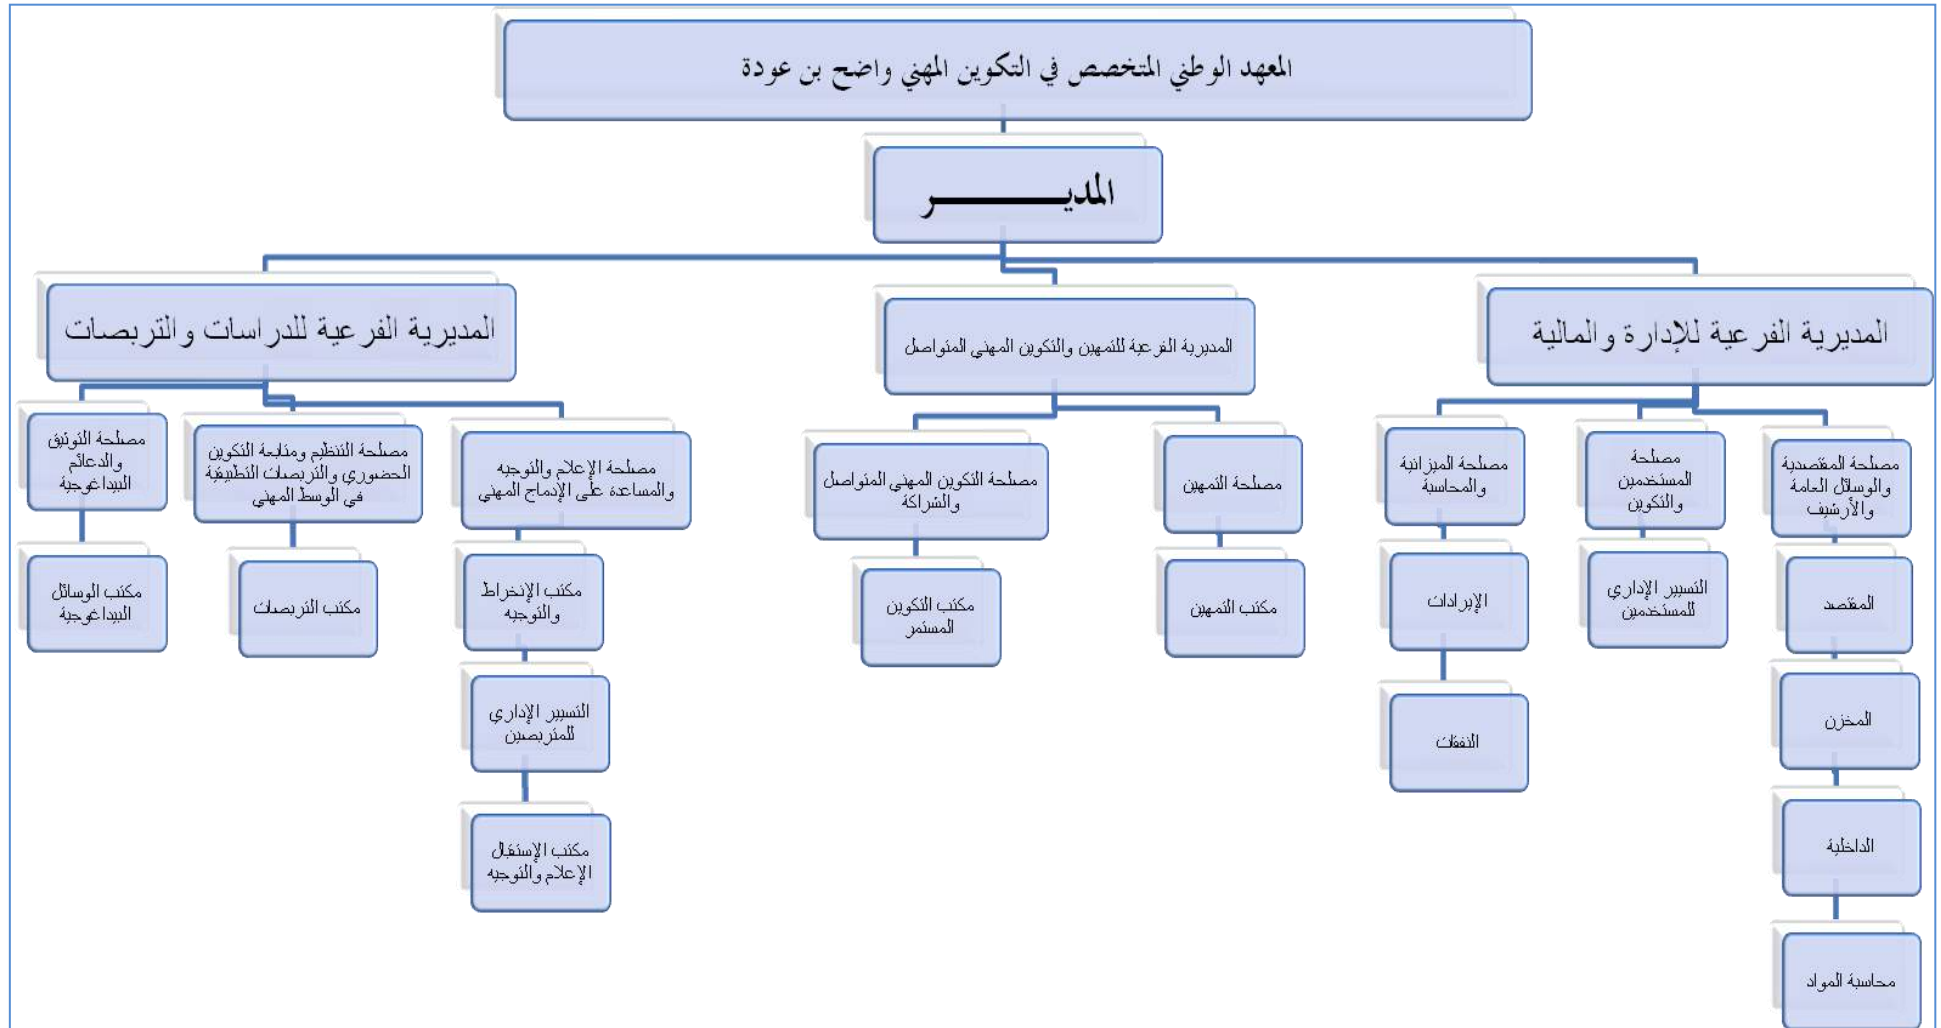 المعهد الوطني المتخصص في التكوين المهني واضح بن عودة
المديـــــــــــر
المديرية الفرعية للإدارة والمالية
المديرية الفرعية للتمهين والتكوين المهني المتواصل
المديرية الفرعية للدراسات والتربصات
مصلحة المقتصدية
والوسائل العامة
والأرشيف
مصلحة
المستخدمين
والتكوين
مصلحة الميزانية
والمحاسبة
مصلحة التمهين
مصلحة التكوين المهني المتواصل
والشراكة
مصلحة الإعلام والتوجيه
والمساعدة على الإدماج المهني
مصلحة التنظيم ومتابعة التكوين
الحضوري والتربصات التطبيقية
في الوسط المهني
مصلحة التوثيق
والدعائم
البيداغوجية
المقتصد
التسيير الإداري
للمستخدمين
الإيرادات
مكتب التمهين
مكتب التكوين
المستمر
مكتب الإنخراط
والتوجيه
مكتب التربصات
مكتب الوسائل
البيداغوجية
المخزن
النفقات
التسيير الإداري
للمتربصين
الداخلية
مكتب الإستقبال
الإعلام والتوجيه
محاسبة المواد